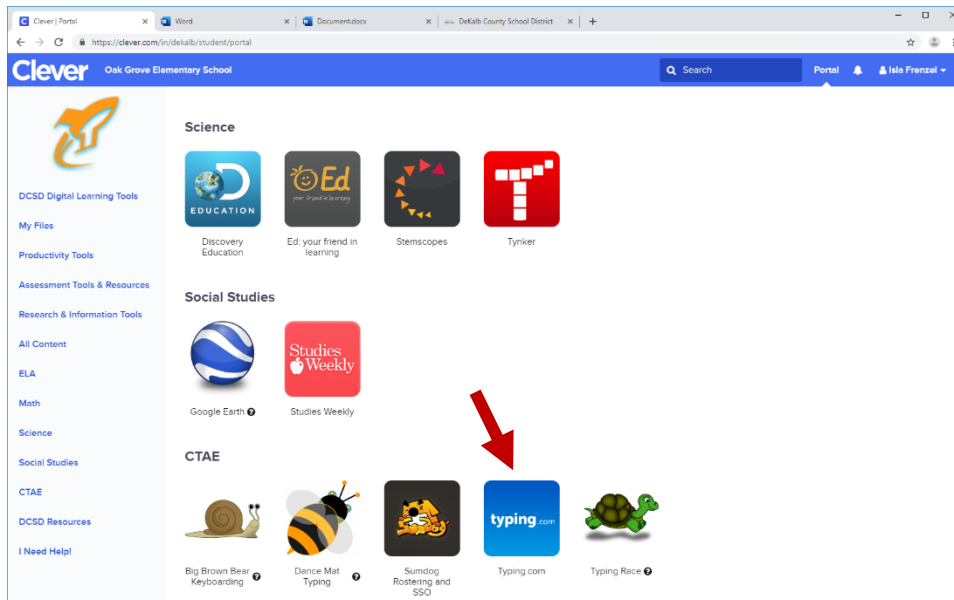 Clever | Portal
Word
Document.docx
DeKalb County School District
https://clever.com/in/dekalb/student/portal
Clever
Oak Grove Elementary School
Search
Portal
Isla Frenzel
DCSD Digital Learning Tools
My Files
Productivity Tools
Assessment Tools & Resources
Research & Information Tools
All Content
ELA
Math
Science
Social Studies
CTAE
DCSD Resources
I Need Help!
Science
D
EDUCATION
Ed
your friend in learning
T
Discovery
Education
Ed: your friend in
learning
Stemscopes
Tynker
Social Studies
Studies
Weekly
Google Earth ?
Studies Weekly
CTAE
typing.com
Big Brown Bear
Keyboarding ?
Dance Mat
Typing ?
Sumdog
Rostering and
SSO
Typing.com
Typing Race ?